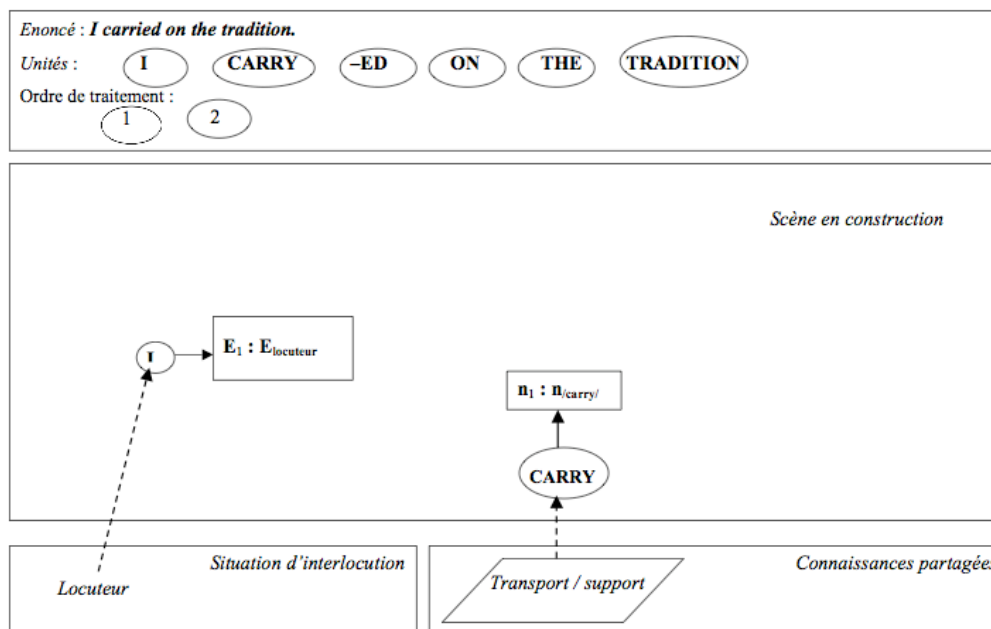 Enoncé : I carried on the tradition.
Unités : I CARRY –ED ON THE TRADITION
Ordre de traitement :
1 2
Scène en construction
I E1 : Elocuteur
n1 : n/carry/
CARRY
Situation d'interlocution Connaissances partagées
Locuteur Transport / support